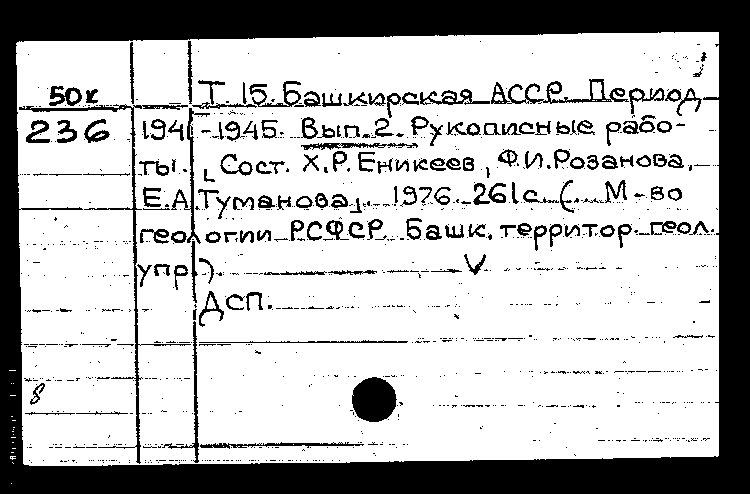 50к Т. 15. Башкирская АССР. Период
236 1941-1945. Вып. 2. Рукописные рабо-
ты. [Сост. Х.Р. Еникеев, Ф.И. Розанова,
Е.А. Туманова]. 1976. 261 с. (М-во
геологии РСФСР. Башк. территор. геол.
упр.) V
ДСП.
8